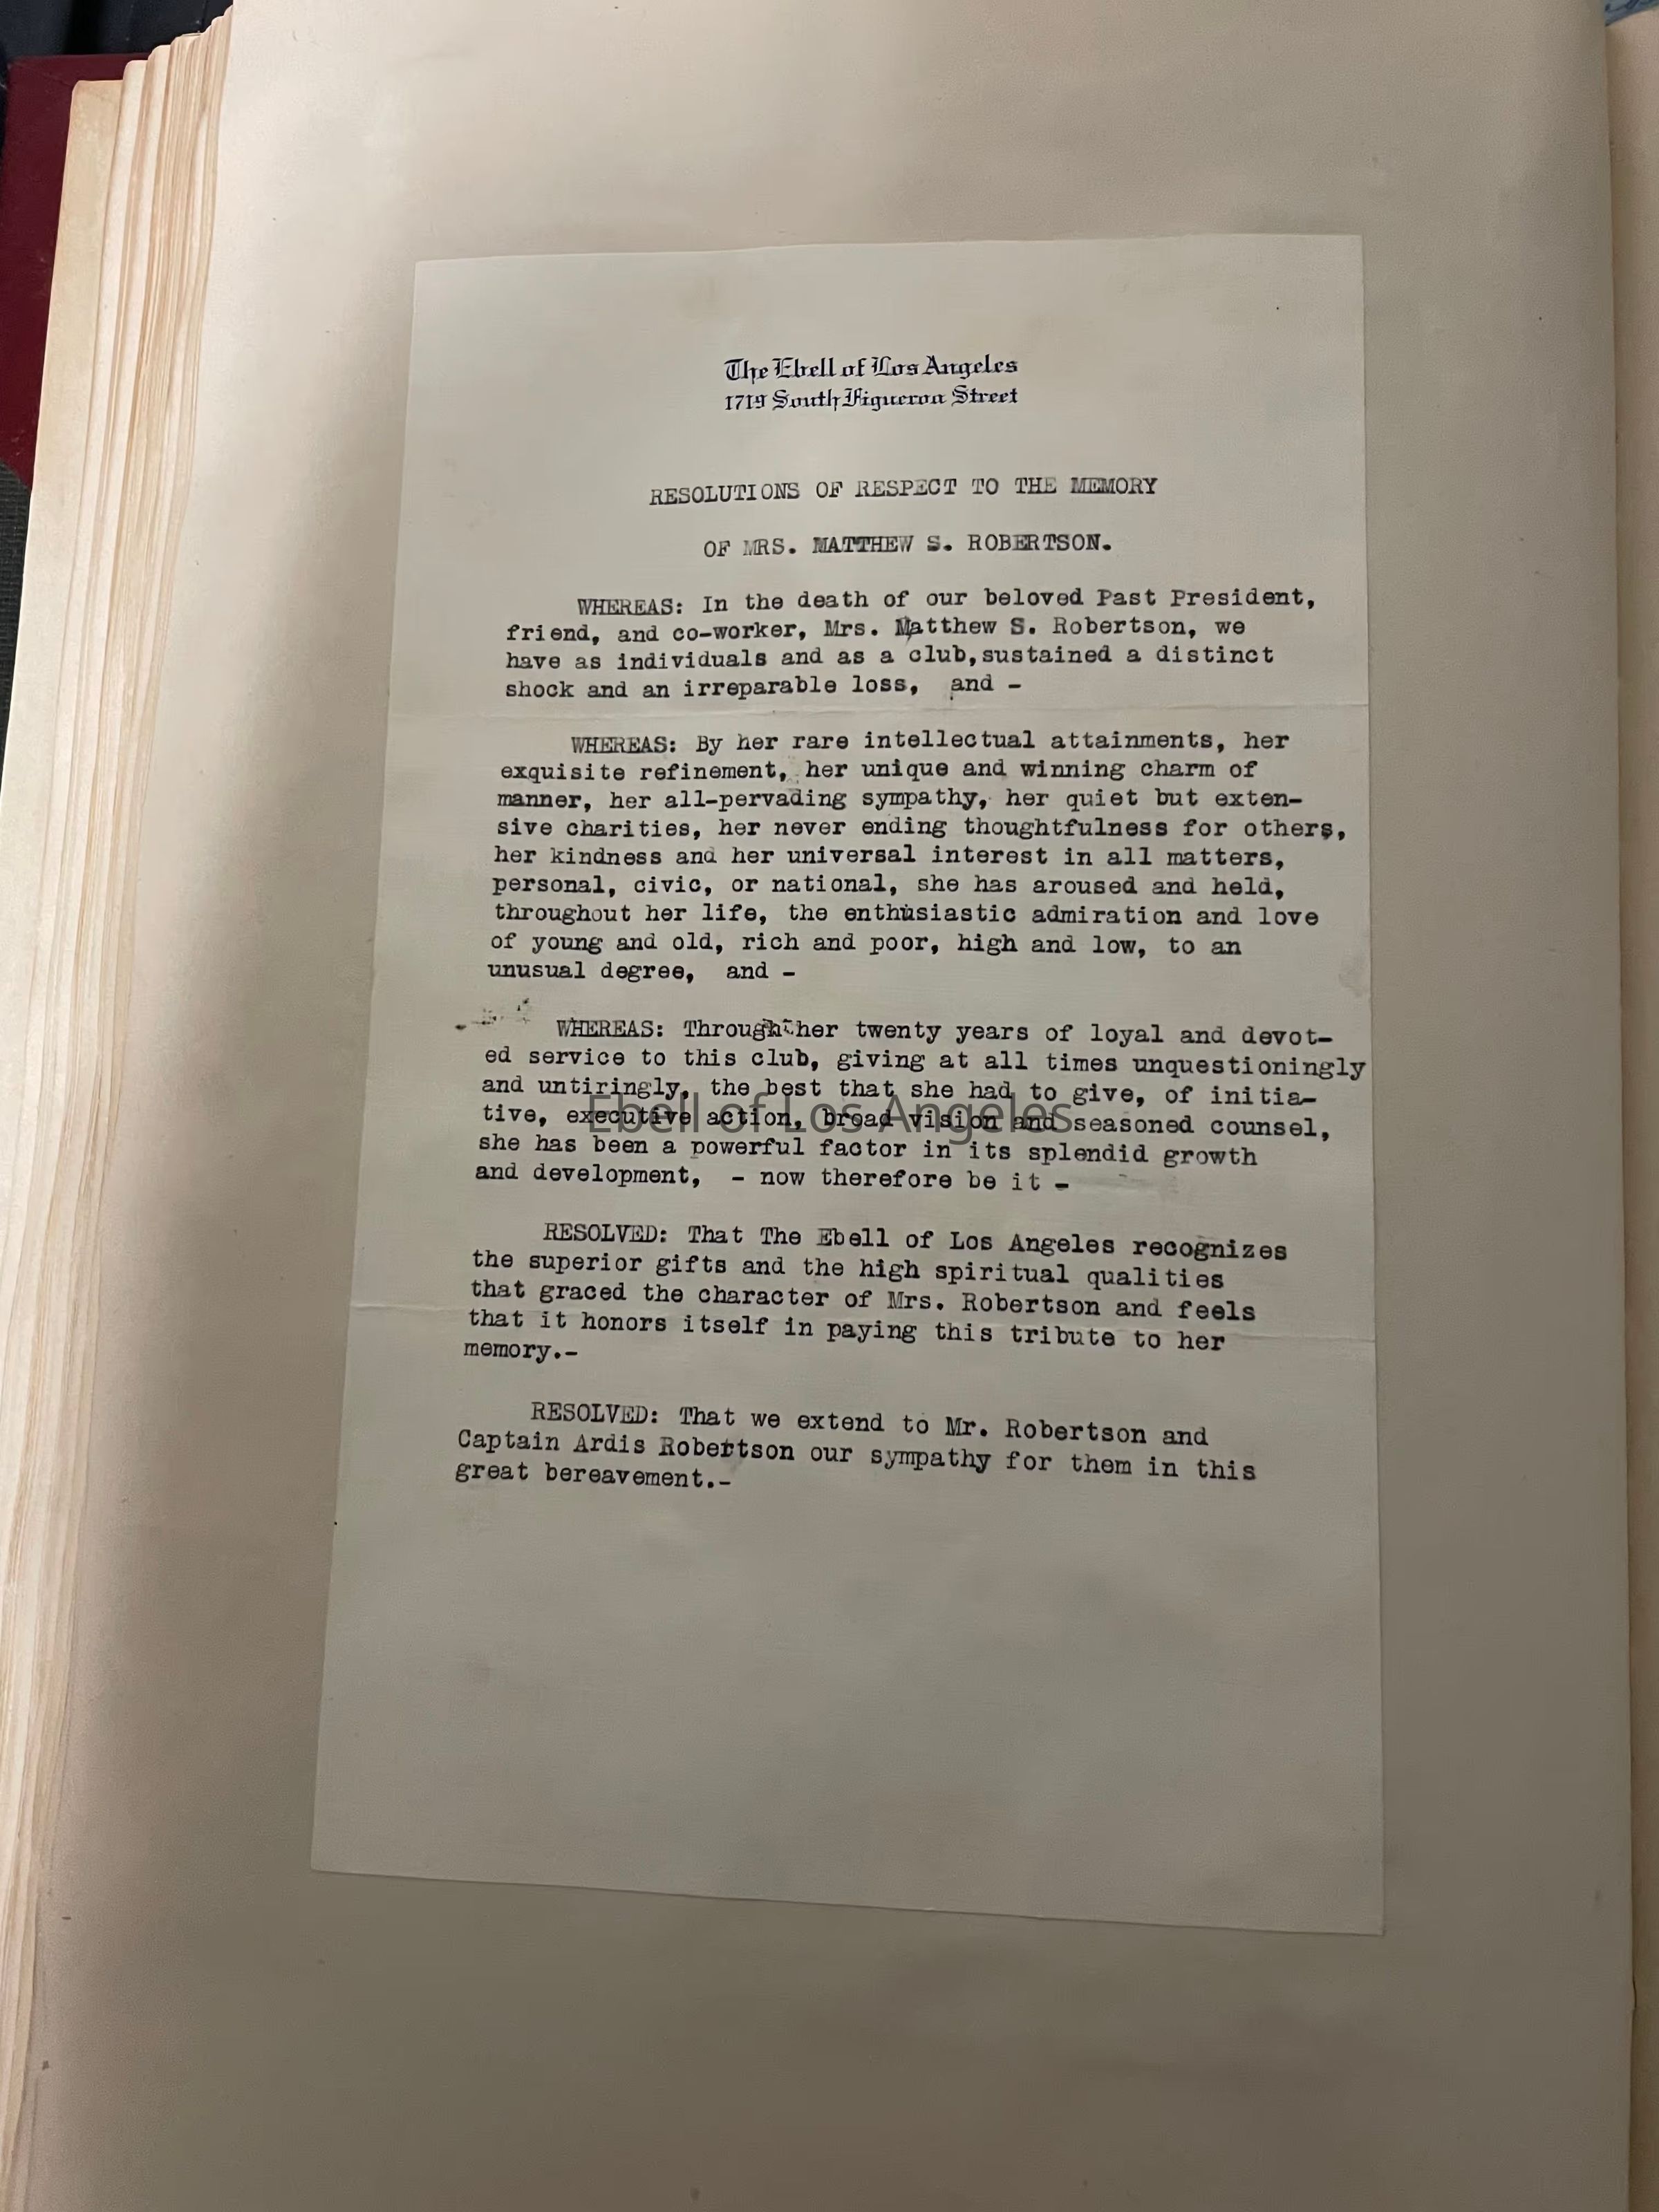 The Ebell of Los Angeles
1719 South Figueroa Street
RESOLUTIONS OF RESPECT TO THE MEMORY
OF MRS. MATTHEW S. ROBERTSON.
WHEREAS: In the death of our beloved Past President,
friend, and co-worker, Mrs. Matthew S. Robertson, we
have as individuals and as a club,sustained a distinct
shock and an irreparable loss, and -
WHEREAS: By her rare intellectual attainments, her
exquisite refinement, her unique and winning charm of
manner, her all-pervading sympathy, her quiet but exten-
sive charities, her never ending thoughtfulness for others,
her kindness and her universal interest in all matters,
personal, civic, or national, she has aroused and held,
throughout her life, the enthusiastic admiration and love
of young and old, rich and poor, high and low, to an
unusual degree, and -
WHEREAS: Through her twenty years of loyal and devot-
ed service to this club, giving at all times unquestioningly
and untiringly, the best that she had to give, of initia-
tive, executive action, broad vision and seasoned counsel,
Ebell of Los Angeles
she has been a powerful factor in its splendid growth
and development, - now therefore be it -
RESOLVED: That The Ebell of Los Angeles recognizes
the superior gifts and the high spiritual qualities
that graced the character of Mrs. Robertson and feels
that it honors itself in paying this tribute to her
memory.-
RESOLVED: That we extend to Mr. Robertson and
Captain Ardis Robertson our sympathy for them in this
great bereavement.-